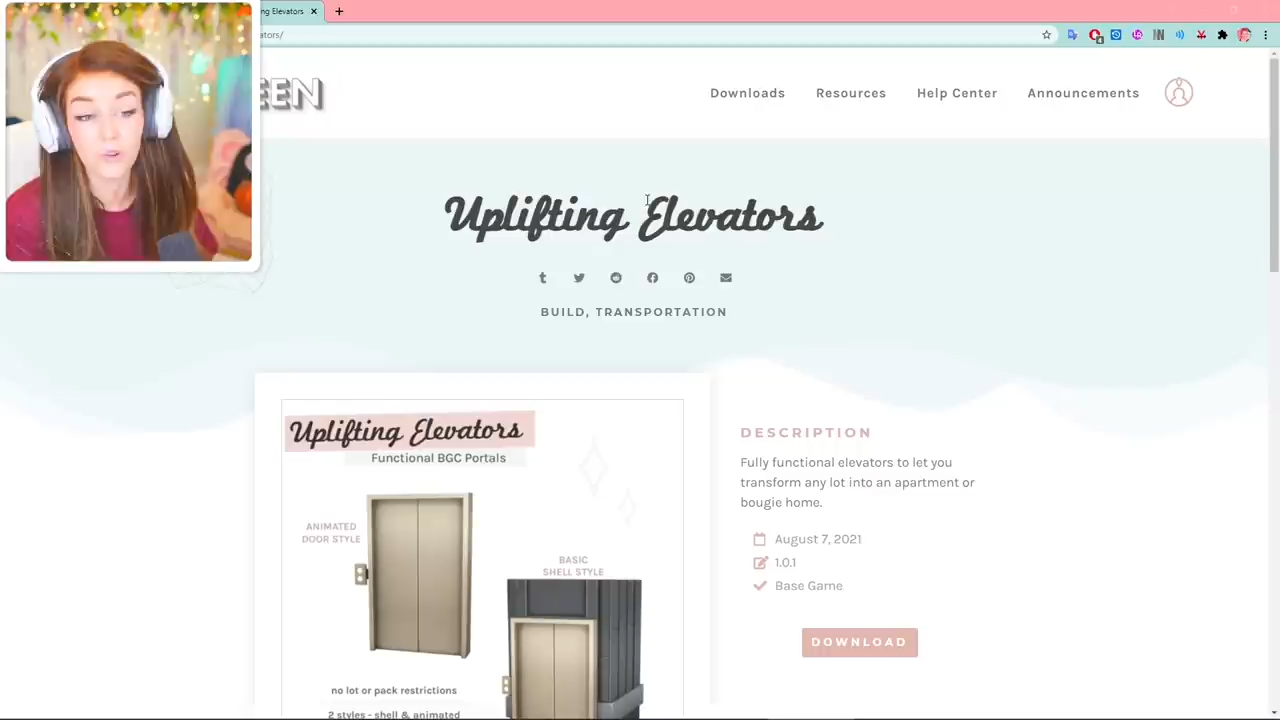 ng Elevators
ators/
EEN
Downloads
Resources
Help Center
Announcements
Uplifting Elevators
BUILD, TRANSPORTATION
Uplifting Elevators
Functional BGC Portals
ANIMATED
DOOR STYLE
BASIC
SHELL STYLE
no lot or pack restrictions
2 styles - shell & animated
DESCRIPTION
Fully functional elevators to let you
transform any lot into an apartment or
bougie home.
August 7, 2021
1.0.1
Base Game
DOWNLOAD